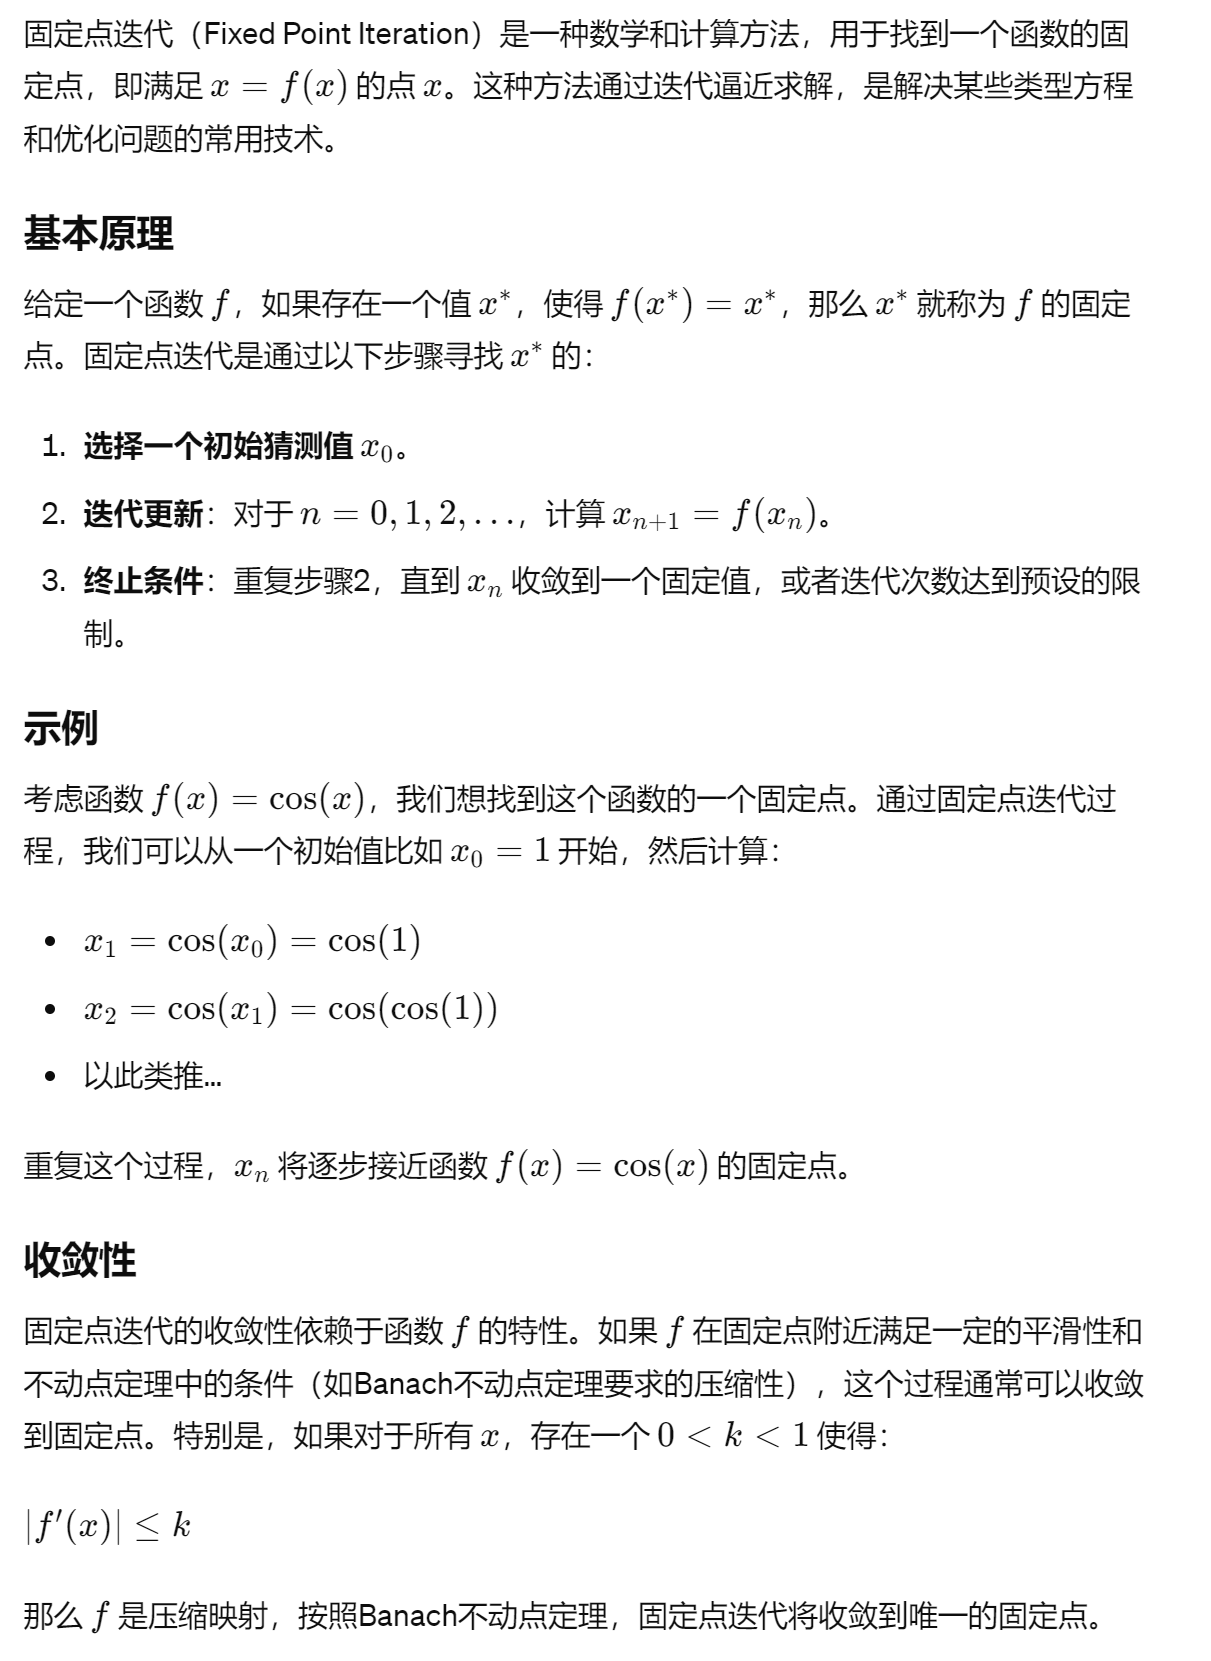 固定点迭代（Fixed Point Iteration）是一种数学和计算方法，用于找到一个函数的固
定点，即满足 x = f(x) 的点 x。这种方法通过迭代逼近求解，是解决某些类型方程
和优化问题的常用技术。
基本原理
给定一个函数 f，如果存在一个值 x*，使得 f(x*) = x*，那么 x* 就称为 f 的固定
点。固定点迭代是通过以下步骤寻找 x* 的：
1. 选择一个初始猜测值 x₀。
2. 迭代更新：对于 n = 0, 1, 2, …，计算 xₙ₊₁ = f(xₙ)。
3. 终止条件：重复步骤2，直到 xₙ 收敛到一个固定值，或者迭代次数达到预设的限
制。
示例
考虑函数 f(x) = cos(x)，我们想找到这个函数的一个固定点。通过固定点迭代过
程，我们可以从一个初始值比如 x₀ = 1 开始，然后计算：
• x₁ = cos(x₀) = cos(1)
• x₂ = cos(x₁) = cos(cos(1))
• 以此类推...
重复这个过程，xₙ 将逐步接近函数 f(x) = cos(x) 的固定点。
收敛性
固定点迭代的收敛性依赖于函数 f 的特性。如果 f 在固定点附近满足一定的平滑性和
不动点定理中的条件（如Banach不动点定理要求的压缩性），这个过程通常可以收敛
到固定点。特别是，如果对于所有 x，存在一个 0 < k < 1 使得：
|f′(x)| ≤ k
那么 f 是压缩映射，按照Banach不动点定理，固定点迭代将收敛到唯一的固定点。